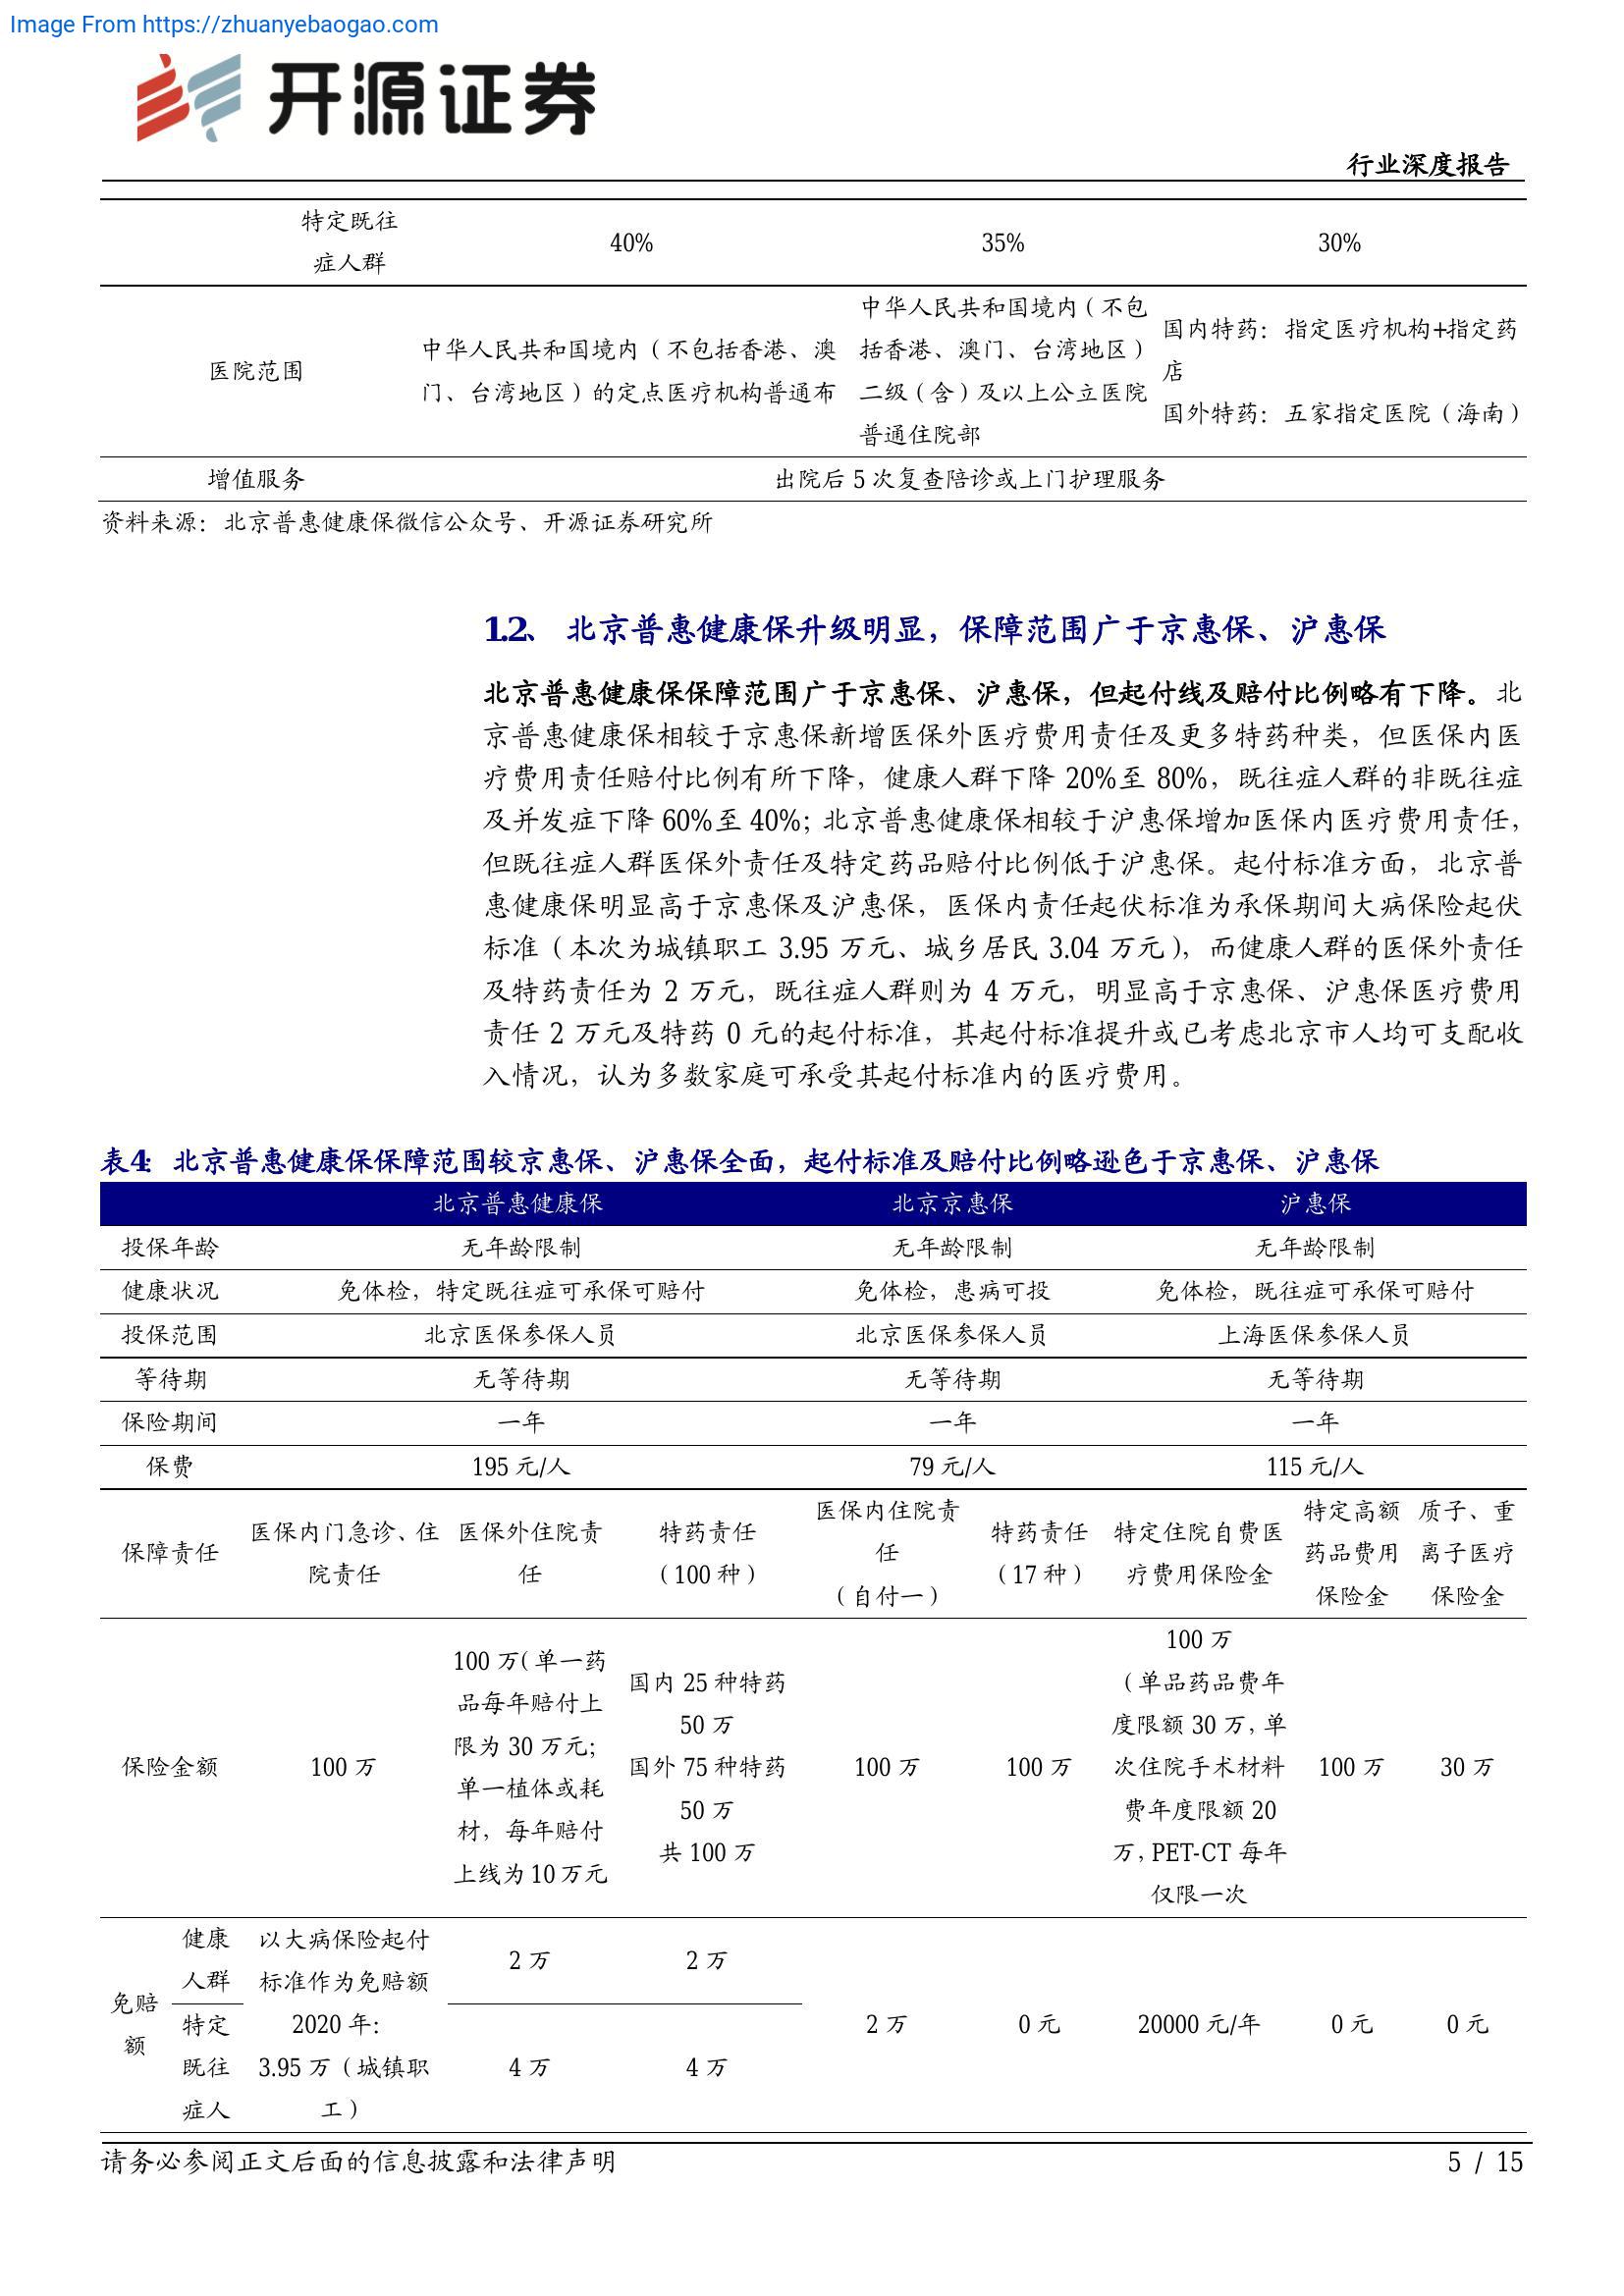 Image From https://zhuanyebaogao.com
开源证券
行业深度报告
特定既往
症人群
40%
35%
30%
医院范围
中华人民共和国境内（不包括香港、澳
门、台湾地区）的定点医疗机构普通布
中华人民共和国境内（不包
括香港、澳门、台湾地区）
二级（含）及以上公立医院
普通住院部
国内特药：指定医疗机构+指定药
店
国外特药：五家指定医院（海南）
增值服务
出院后 5 次复查陪诊或上门护理服务
资料来源：北京普惠健康保微信公众号、开源证券研究所
1.2、 北京普惠健康保升级明显，保障范围广于京惠保、沪惠保
北京普惠健康保保障范围广于京惠保、沪惠保，但起付线及赔付比例略有下降。北
京普惠健康保相较于京惠保新增医保外医疗费用责任及更多特药种类，但医保内医
疗费用责任赔付比例有所下降，健康人群下降 20%至 80%，既往症人群的非既往症
及并发症下降 60%至 40%；北京普惠健康保相较于沪惠保增加医保内医疗费用责任，
但既往症人群医保外责任及特定药品赔付比例低于沪惠保。起付标准方面，北京普
惠健康保明显高于京惠保及沪惠保，医保内责任起伏标准为承保期间大病保险起伏
标准（本次为城镇职工 3.95 万元、城乡居民 3.04 万元），而健康人群的医保外责任
及特药责任为 2 万元，既往症人群则为 4 万元，明显高于京惠保、沪惠保医疗费用
责任 2 万元及特药 0 元的起付标准，其起付标准提升或已考虑北京市人均可支配收
入情况，认为多数家庭可承受其起付标准内的医疗费用。
表4：北京普惠健康保保障范围较京惠保、沪惠保全面，起付标准及赔付比例略逊色于京惠保、沪惠保
北京普惠健康保
北京京惠保
沪惠保
投保年龄
无年龄限制
无年龄限制
无年龄限制
健康状况
免体检，特定既往症可承保可赔付
免体检，患病可投
免体检，既往症可承保可赔付
投保范围
北京医保参保人员
北京医保参保人员
上海医保参保人员
等待期
无等待期
无等待期
无等待期
保险期间
一年
一年
一年
保费
195 元/人
79 元/人
115 元/人
保障责任
医保内门急诊、住
院责任
医保外住院责
任
特药责任
（100 种）
医保内住院责
任
（自付一）
特药责任
（17 种）
特定住院自费医
疗费用保险金
特定高额
药品费用
保险金
质子、重
离子医疗
保险金
保险金额
100 万
100 万（单一药
品每年赔付上
限为 30 万元；
单一植体或耗
材，每年赔付
上线为 10 万元
国内 25 种特药
50 万
国外 75 种特药
50 万
共 100 万
100 万
100 万
100 万
（单品药品费年
度限额 30 万，单
次住院手术材料
费年度限额 20
万，PET-CT 每年
仅限一次
100 万
30 万
免赔
额
健康
人群
特定
既往
症人
以大病保险起付
标准作为免赔额
2020 年：
3.95 万（城镇职
工）
2 万
2 万
4 万
4 万
2 万
0 元
20000 元/年
0 元
0 元
请务必参阅正文后面的信息披露和法律声明
5 / 15